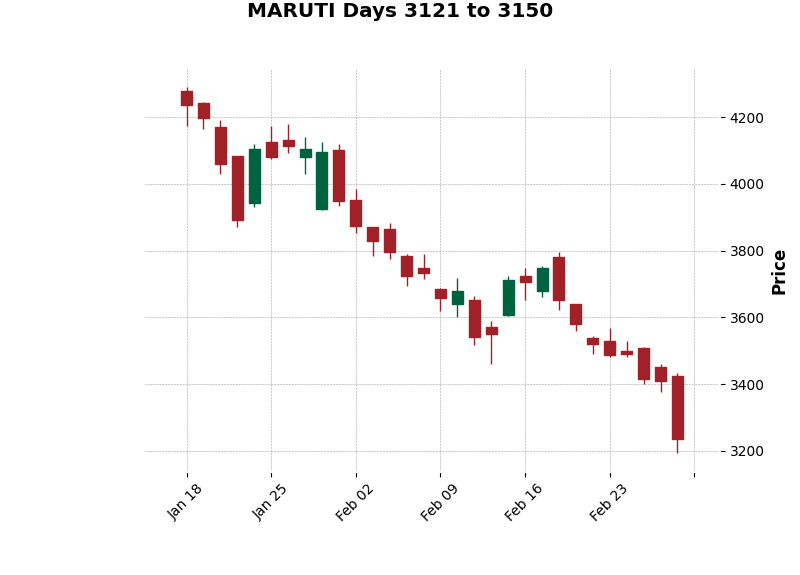 MARUTI Days 3121 to 3150
4200
4000
3800
3600
3400
3200
Price
Jan 18
Jan 25
Feb 02
Feb 09
Feb 16
Feb 23